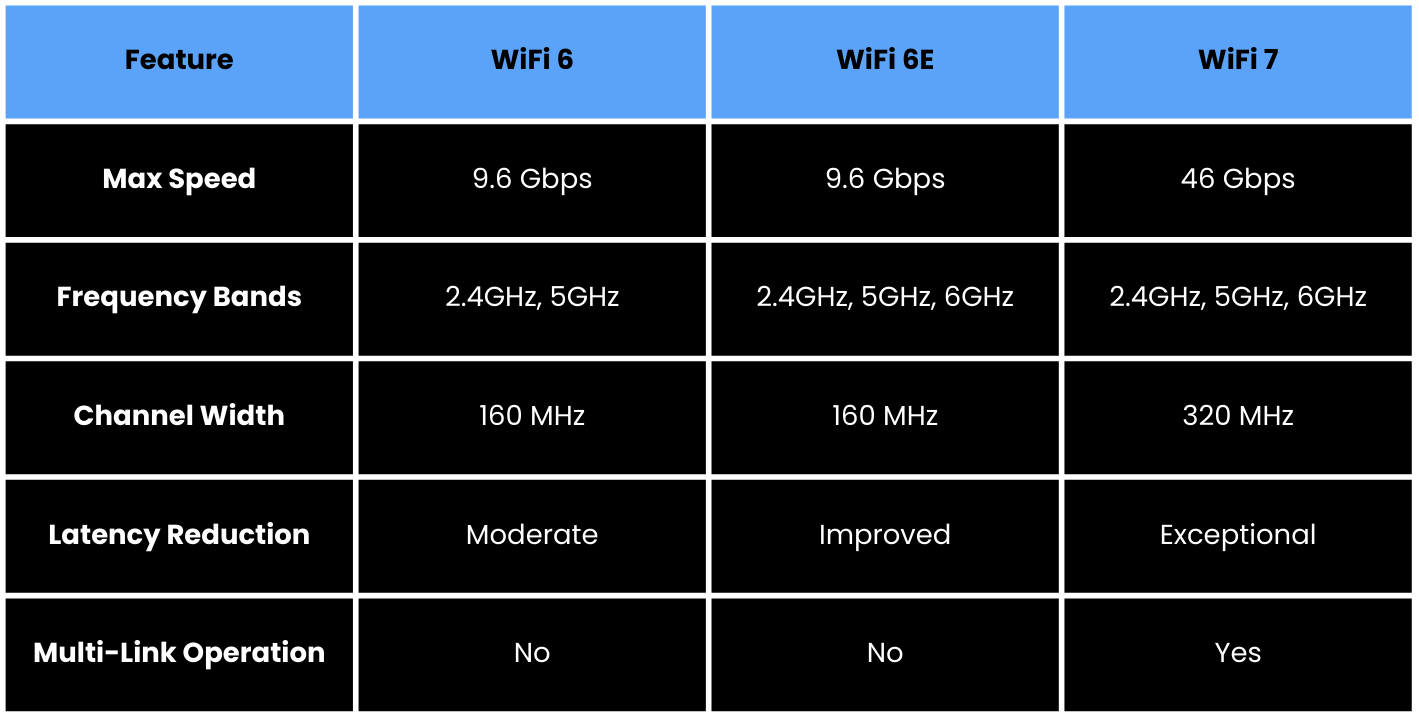 Feature WiFi 6 WiFi 6E WiFi 7
Max Speed 9.6 Gbps 9.6 Gbps 46 Gbps
Frequency Bands 2.4GHz, 5GHz 2.4GHz, 5GHz, 6GHz 2.4GHz, 5GHz, 6GHz
Channel Width 160 MHz 160 MHz 320 MHz
Latency Reduction Moderate Improved Exceptional
Multi-Link Operation No No Yes